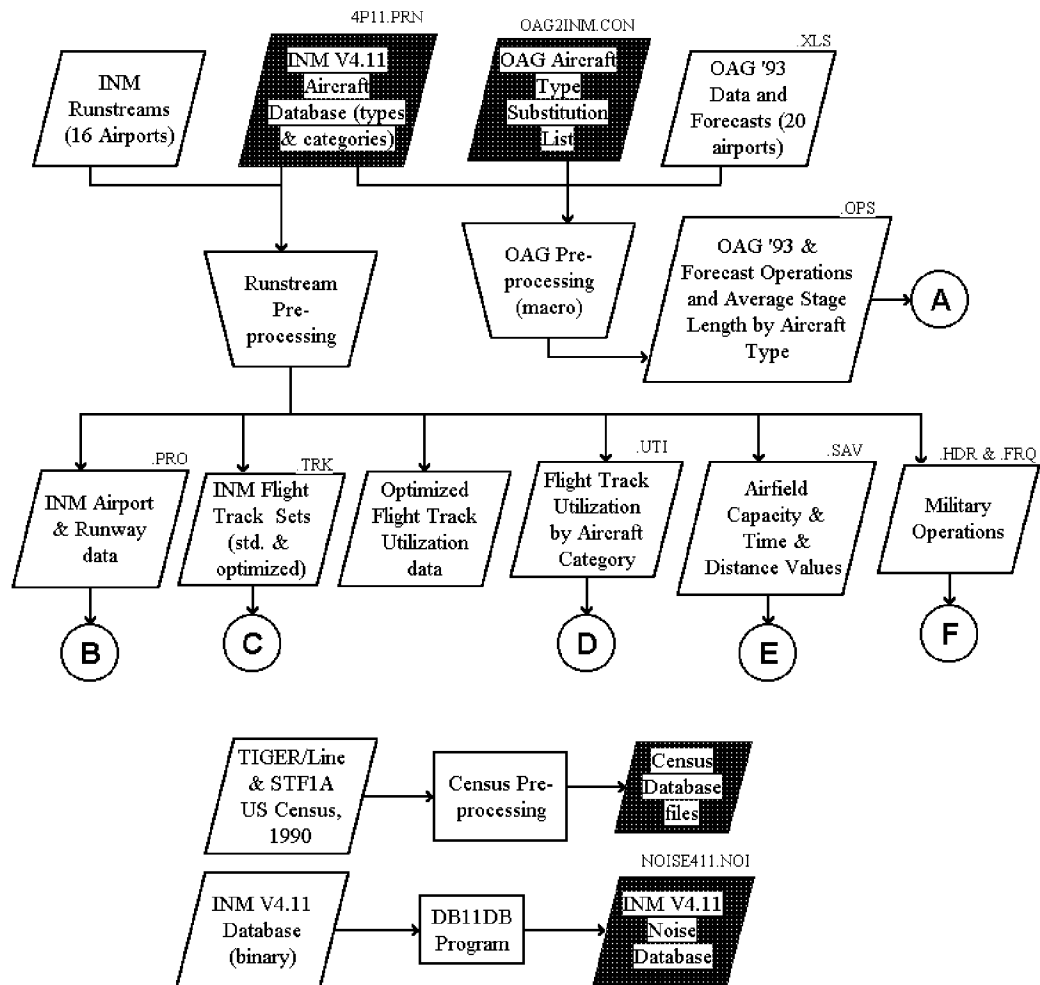 4P11.PRN
OAG2INM.CON
.XLS
INM
Runstreams
(16 Airports)
INM V4.11
Aircraft
Database (types
& categories)
OAG Aircraft
Type
Substitution
List
OAG '93
Data and
Forecasts (20
airports)
.OPS
Runstream
Pre-
processing
OAG Pre-
processing
(macro)
OAG '93 &
Forecast Operations
and Average Stage
Length by Aircraft
Type
A
.PRO
.TRK
.UTI
.SAV
.HDR & .FRQ
INM Airport
& Runway
data
INM Flight
Track Sets
(std. &
optimized)
Optimized
Flight Track
Utilization
data
Flight Track
Utilization
by Aircraft
Category
Airfield
Capacity &
Time &
Distance Values
Military
Operations
B
C
D
E
F
TIGER/Line
& STF1A
US Census,
1990
Census Pre-
processing
Census
Database
files
NOISE411.NOI
INM V4.11
Database
(binary)
DB11DB
Program
INM V4.11
Noise
Database